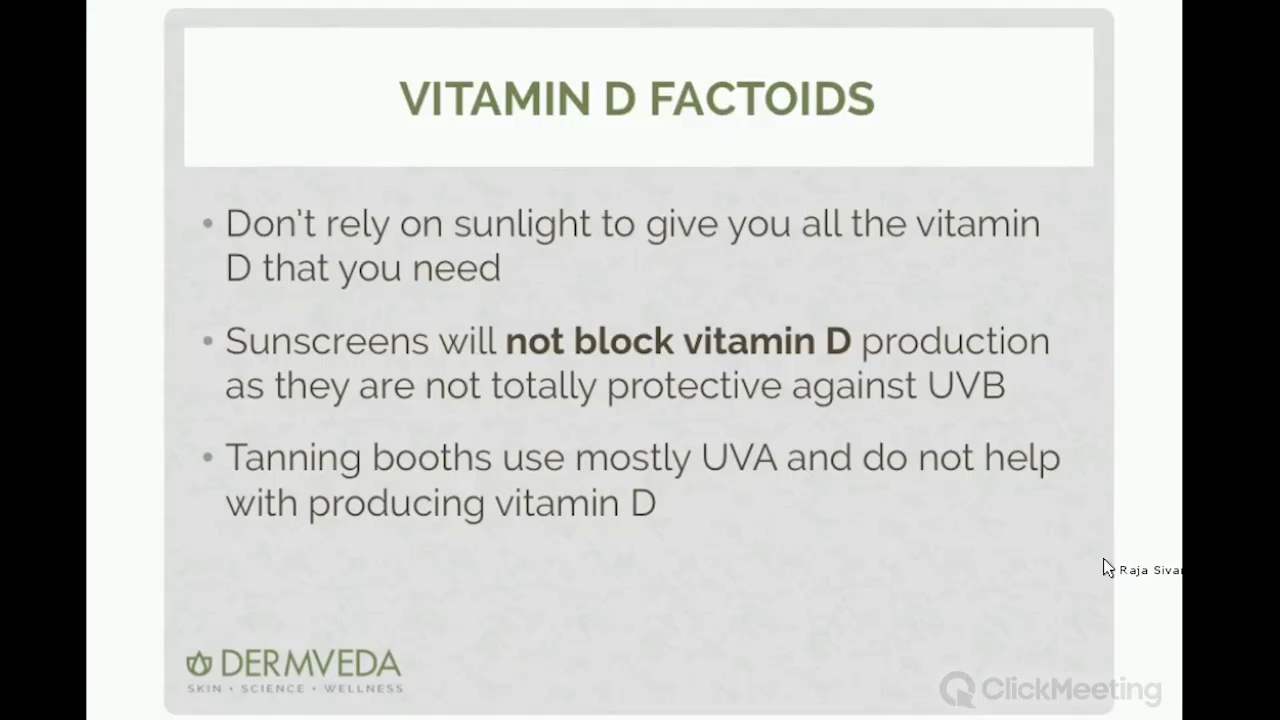 VITAMIN D FACTOIDS
• Don't rely on sunlight to give you all the vitamin
D that you need
• Sunscreens will not block vitamin D production
as they are not totally protective against UVB
• Tanning booths use mostly UVA and do not help
with producing vitamin D
Raja
DERMVEDA
SKIN • SCIENCE • WELLNESS
ClickMeeting